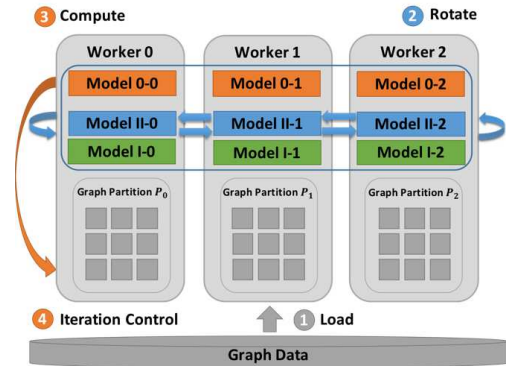 3 Compute
2 Rotate
Worker 0
Worker 1
Worker 2
Model 0-0
Model 0-1
Model 0-2
Model II-0
Model II-1
Model II-2
Model I-0
Model I-1
Model I-2
Graph Partition P₀
Graph Partition P₁
Graph Partition P₂
4 Iteration Control
1 Load
Graph Data